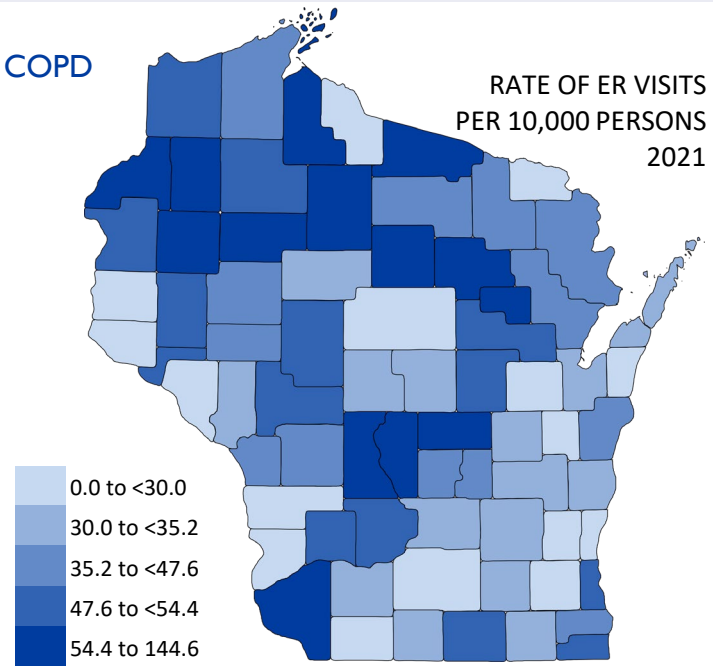 COPD
RATE OF ER VISITS
PER 10,000 PERSONS
2021
0.0 to <30.0
30.0 to <35.2
35.2 to <47.6
47.6 to <54.4
54.4 to 144.6